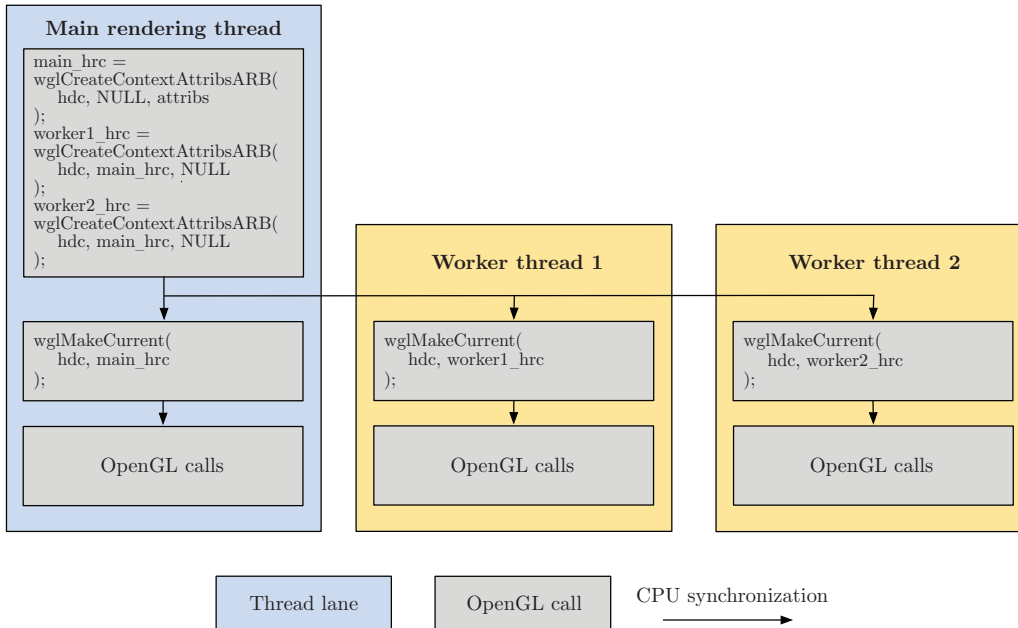 Main rendering thread
main_hrc =
wglCreateContextAttribsARB(
hdc, NULL, attribs
);
worker1_hrc =
wglCreateContextAttribsARB(
hdc, main_hrc, NULL
);
worker2_hrc =
wglCreateContextAttribsARB(
hdc, main_hrc, NULL
);
wglMakeCurrent(
hdc, main_hrc
);
OpenGL calls
Worker thread 1
wglMakeCurrent(
hdc, worker1_hrc
);
OpenGL calls
Worker thread 2
wglMakeCurrent(
hdc, worker2_hrc
);
OpenGL calls
Thread lane
OpenGL call
CPU synchronization